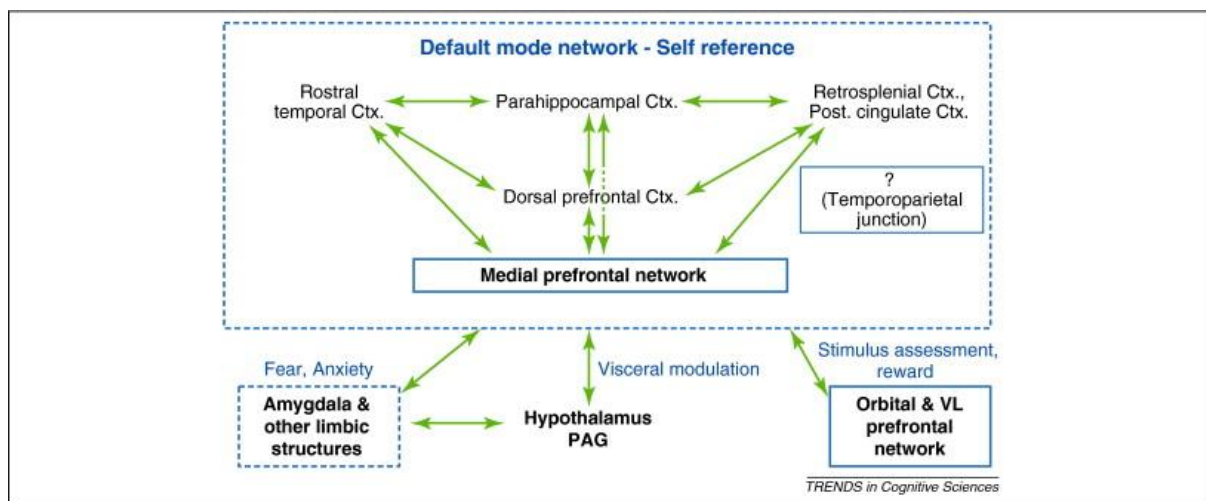 Default mode network - Self reference
Rostral
temporal Ctx.
Parahippocampal Ctx.
Retrosplenial Ctx.,
Post. cingulate Ctx.
Dorsal prefrontal Ctx.
?
(Temporoparietal
junction)
Medial prefrontal network
Fear, Anxiety
Visceral modulation
Stimulus assessment,
reward
Amygdala &
other limbic
structures
Hypothalamus
PAG
Orbital & VL
prefrontal
network
TRENDS in Cognitive Sciences